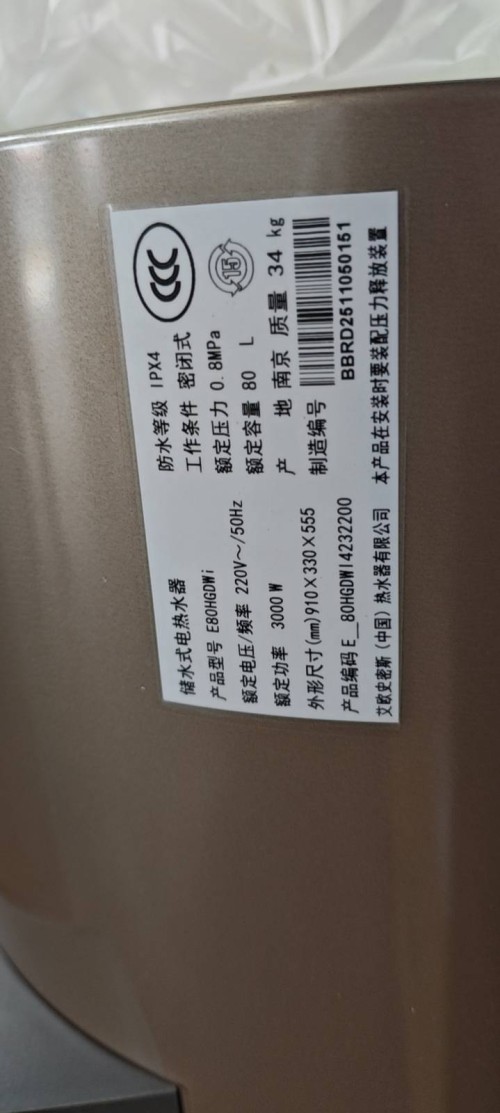 储水式电热水器
产品型号 E80HGDWi
额定电压/频率 220V～/50Hz
额定功率 3000 W
外形尺寸(mm)910×330×555
产品编码 E__80HGDWI4232200
艾欧史密斯（中国）热水器有限公司
防水等级 IPX4
工作条件 密闭式
额定压力 0.8MPa
额定容量 80 L
产 地 南京 质量 34 kg
制造编号
BBRD2511050151
本产品在安装时要装配压力释放装置
CCC
15